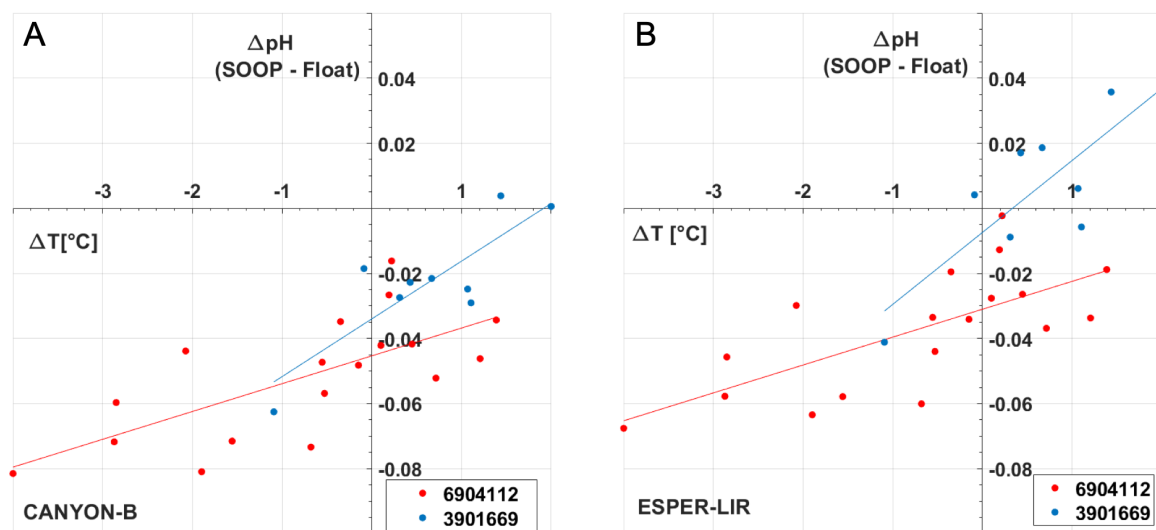 A
ΔpH
(SOOP - Float)
0.04
0.02
-3
-1
1
ΔT[°C]
-0.02
-0.04
-0.06
-0.08
CANYON-B
6904112
3901669
B
ΔpH
(SOOP - Float)
0.04
0.02
-3
-1
1
ΔT [°C]
-0.02
-0.04
-0.06
-0.08
ESPER-LIR
6904112
3901669